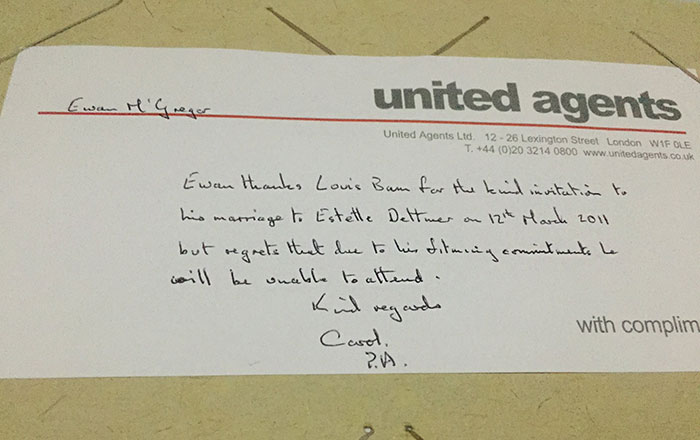 united agents
Ewan McGregor
United Agents Ltd. 12 - 26 Lexington Street London W1F 0LE
T. +44 (0)20 3214 0800 www.unitedagents.co.uk
Ewan thanks Louis Bam for the kind invitation to
his marriage to Estelle Dettmer on 12th March 2011
but regrets that due to his filming commitments he
will be unable to attend.
Kind regards
Carol.
P.A.
with complim